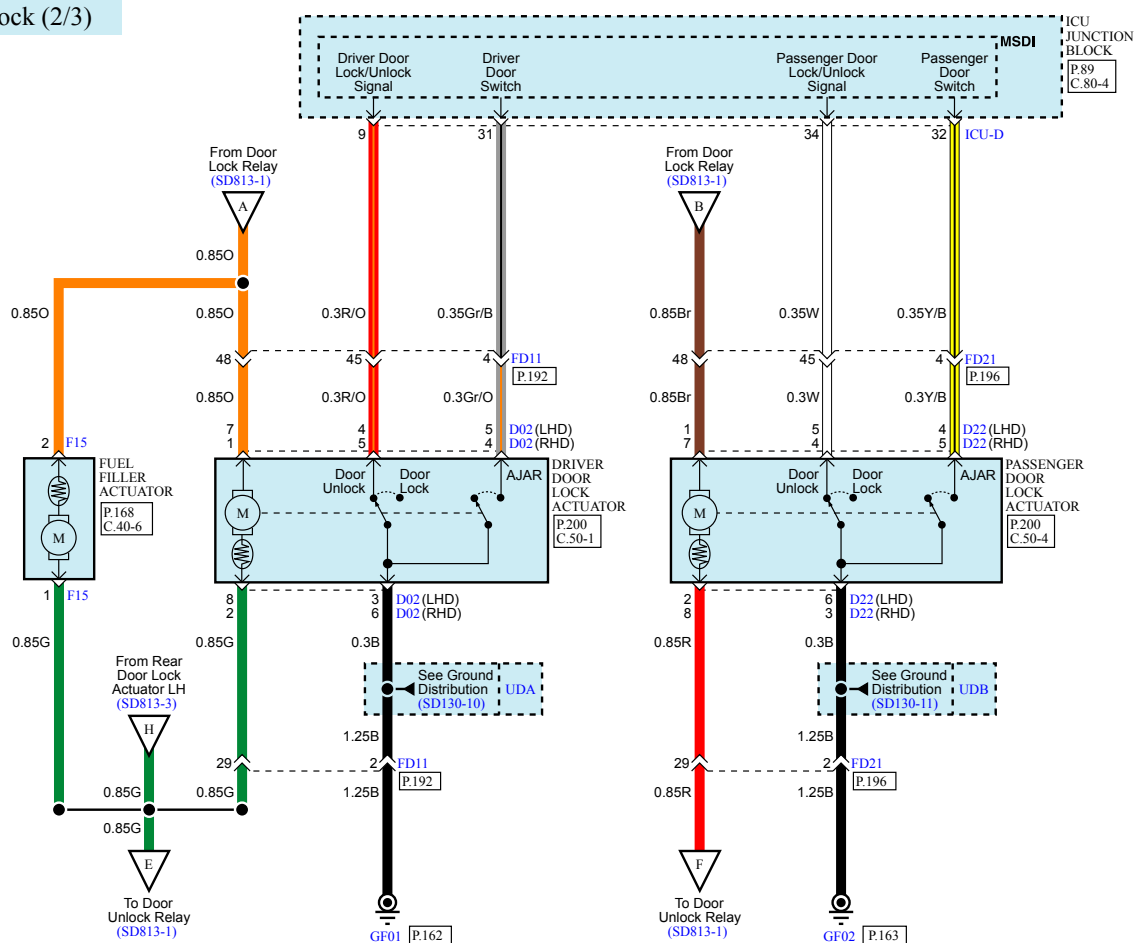 ock (2/3)
ICU
JUNCTION
BLOCK
P.89
C.80-4
MSDI
Driver Door
Lock/Unlock
Signal
Driver
Door
Switch
Passenger Door
Lock/Unlock
Signal
Passenger
Door
Switch
9 31 34 32 ICU-D
From Door
Lock Relay
(SD813-1)
A
From Door
Lock Relay
(SD813-1)
B
0.85O
0.85O 0.85O 0.3R/O 0.35Gr/B 0.85Br 0.35W 0.35Y/B
48 45 4 FD11
P.192
48 45 4 FD21
P.196
0.85O 0.3R/O 0.3Gr/O 0.85Br 0.3W 0.3Y/B
7 4 5 D02 (LHD)
1 5 4 D02 (RHD)
1 5 4 D22 (LHD)
7 4 5 D22 (RHD)
2 F15
FUEL
FILLER
ACTUATOR
P.168
C.40-6
M
1 F15
M
Door
Unlock
Door
Lock
AJAR
DRIVER
DOOR
LOCK
ACTUATOR
P.200
C.50-1
M
Door
Unlock
Door
Lock
AJAR
PASSENGER
DOOR
LOCK
ACTUATOR
P.200
C.50-4
8 3 D02 (LHD)
2 6 D02 (RHD)
2 6 D22 (LHD)
8 3 D22 (RHD)
0.85G 0.85G 0.3B 0.85R 0.3B
From Rear
Door Lock
Actuator LH
(SD813-3)
H
See Ground
Distribution
(SD130-10)
UDA
See Ground
Distribution
(SD130-11)
UDB
1.25B 1.25B
29 2 FD11
P.192
29 2 FD21
P.196
0.85G 0.85G 1.25B 0.85R 1.25B
0.85G
E
To Door
Unlock Relay
(SD813-1)
GF01 P.162
F
To Door
Unlock Relay
(SD813-1)
GF02 P.163